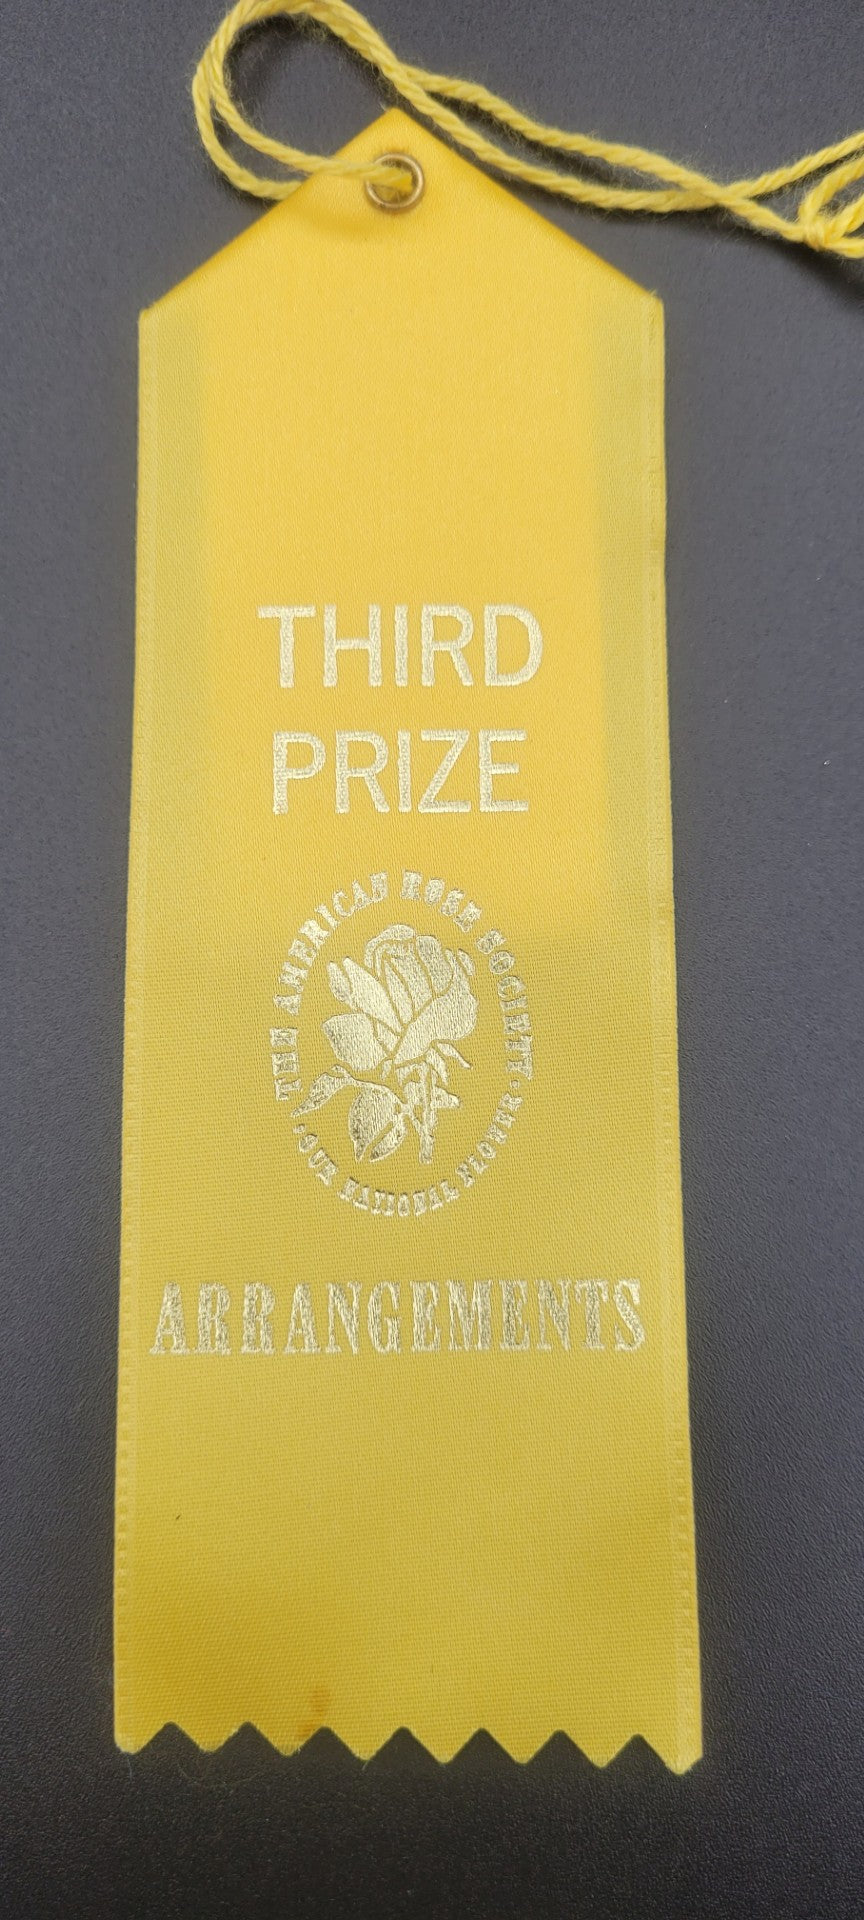 THIRD
PRIZE
THE AMERICAN ROSE SOCIETY
· OUR NATIONAL FLOWER ·
ARRANGEMENTS